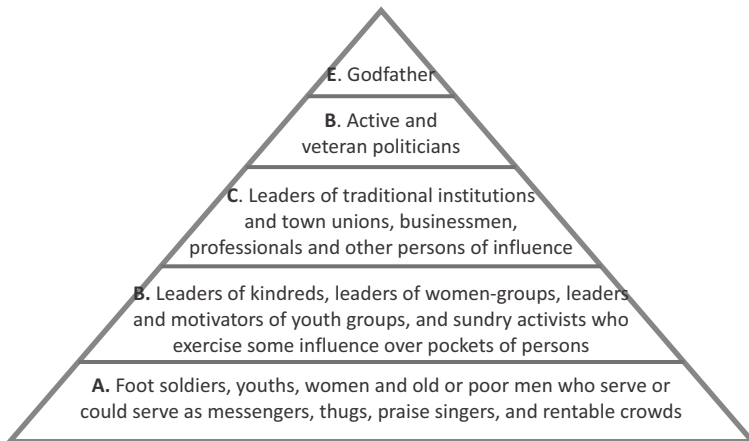 E. Godfather
B. Active and
veteran politicians
C. Leaders of traditional institutions
and town unions, businessmen,
professionals and other persons of influence
B. Leaders of kindreds, leaders of women-groups, leaders
and motivators of youth groups, and sundry activists who
exercise some influence over pockets of persons
A. Foot soldiers, youths, women and old or poor men who serve or
could serve as messengers, thugs, praise singers, and rentable crowds